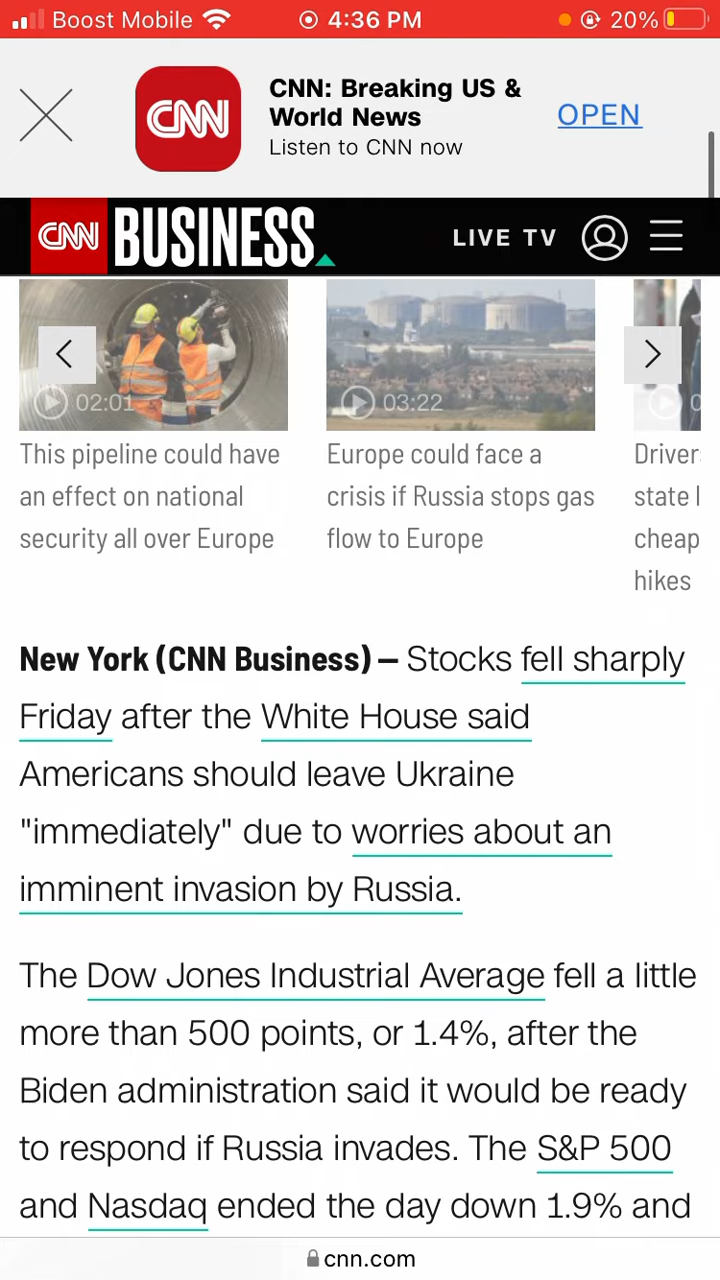 Boost Mobile 4:36 PM 20%
CNN: Breaking US &
World News
Listen to CNN now
OPEN
CNN
CNN BUSINESS
LIVE TV
02:01
03:22
0
This pipeline could have
an effect on national
security all over Europe
Europe could face a
crisis if Russia stops gas
flow to Europe
Driver
state l
cheap
hikes
New York (CNN Business) — Stocks fell sharply
Friday after the White House said
Americans should leave Ukraine
"immediately" due to worries about an
imminent invasion by Russia.
The Dow Jones Industrial Average fell a little
more than 500 points, or 1.4%, after the
Biden administration said it would be ready
to respond if Russia invades. The S&P 500
and Nasdaq ended the day down 1.9% and
cnn.com